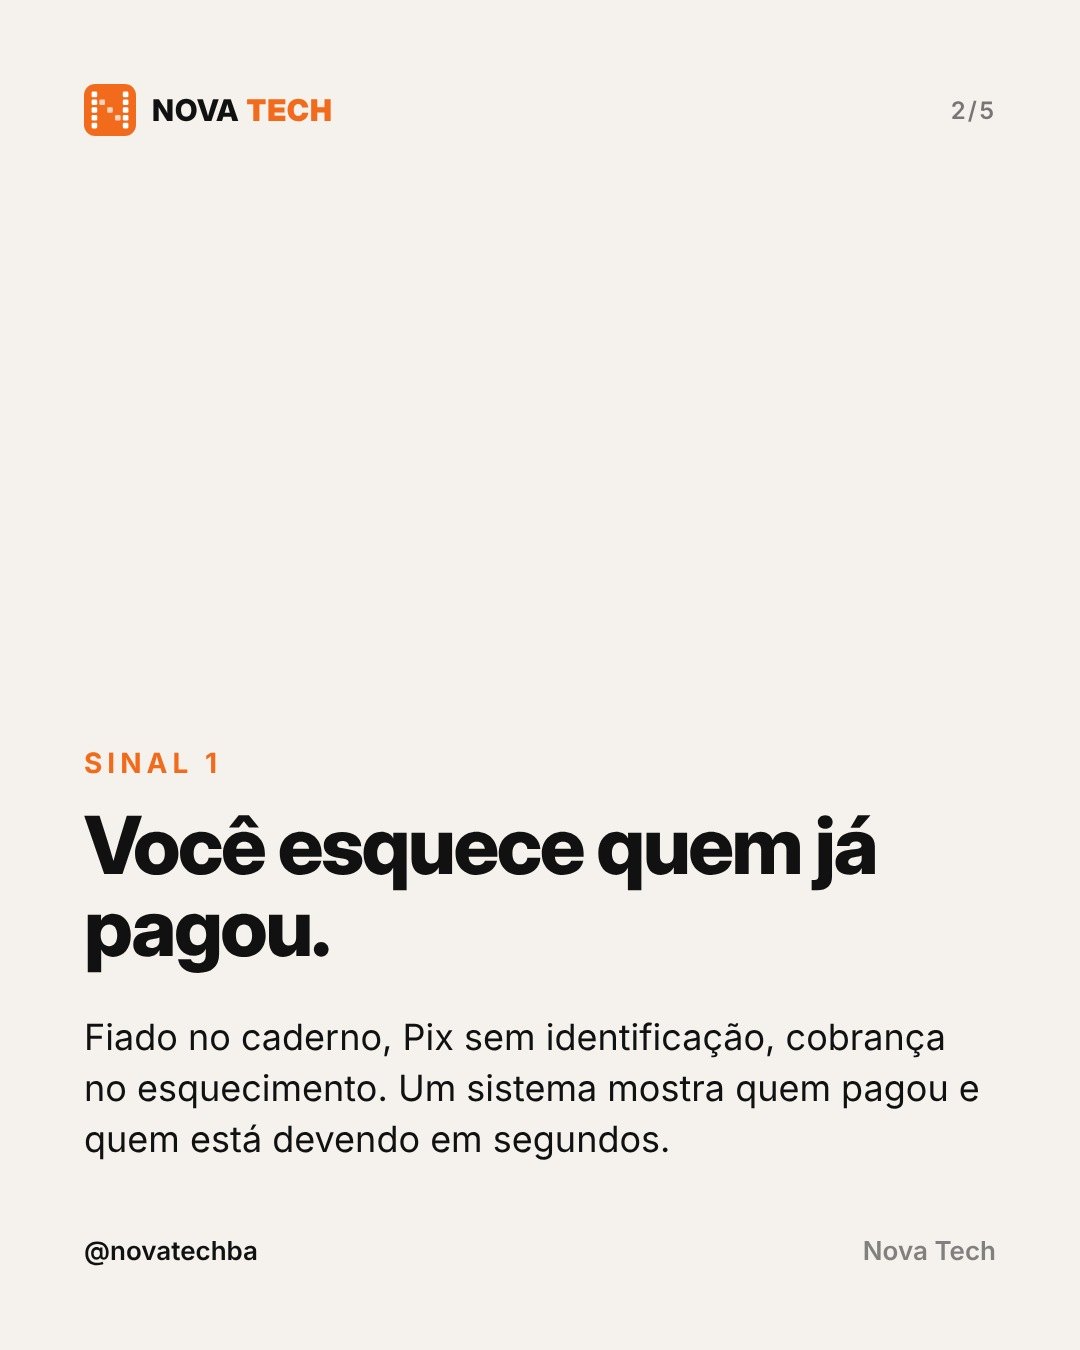 NOVA TECH
2/5
SINAL 1
Você esquece quem já
pagou.
Fiado no caderno, Pix sem identificação, cobrança
no esquecimento. Um sistema mostra quem pagou e
quem está devendo em segundos.
@novatechba
Nova Tech